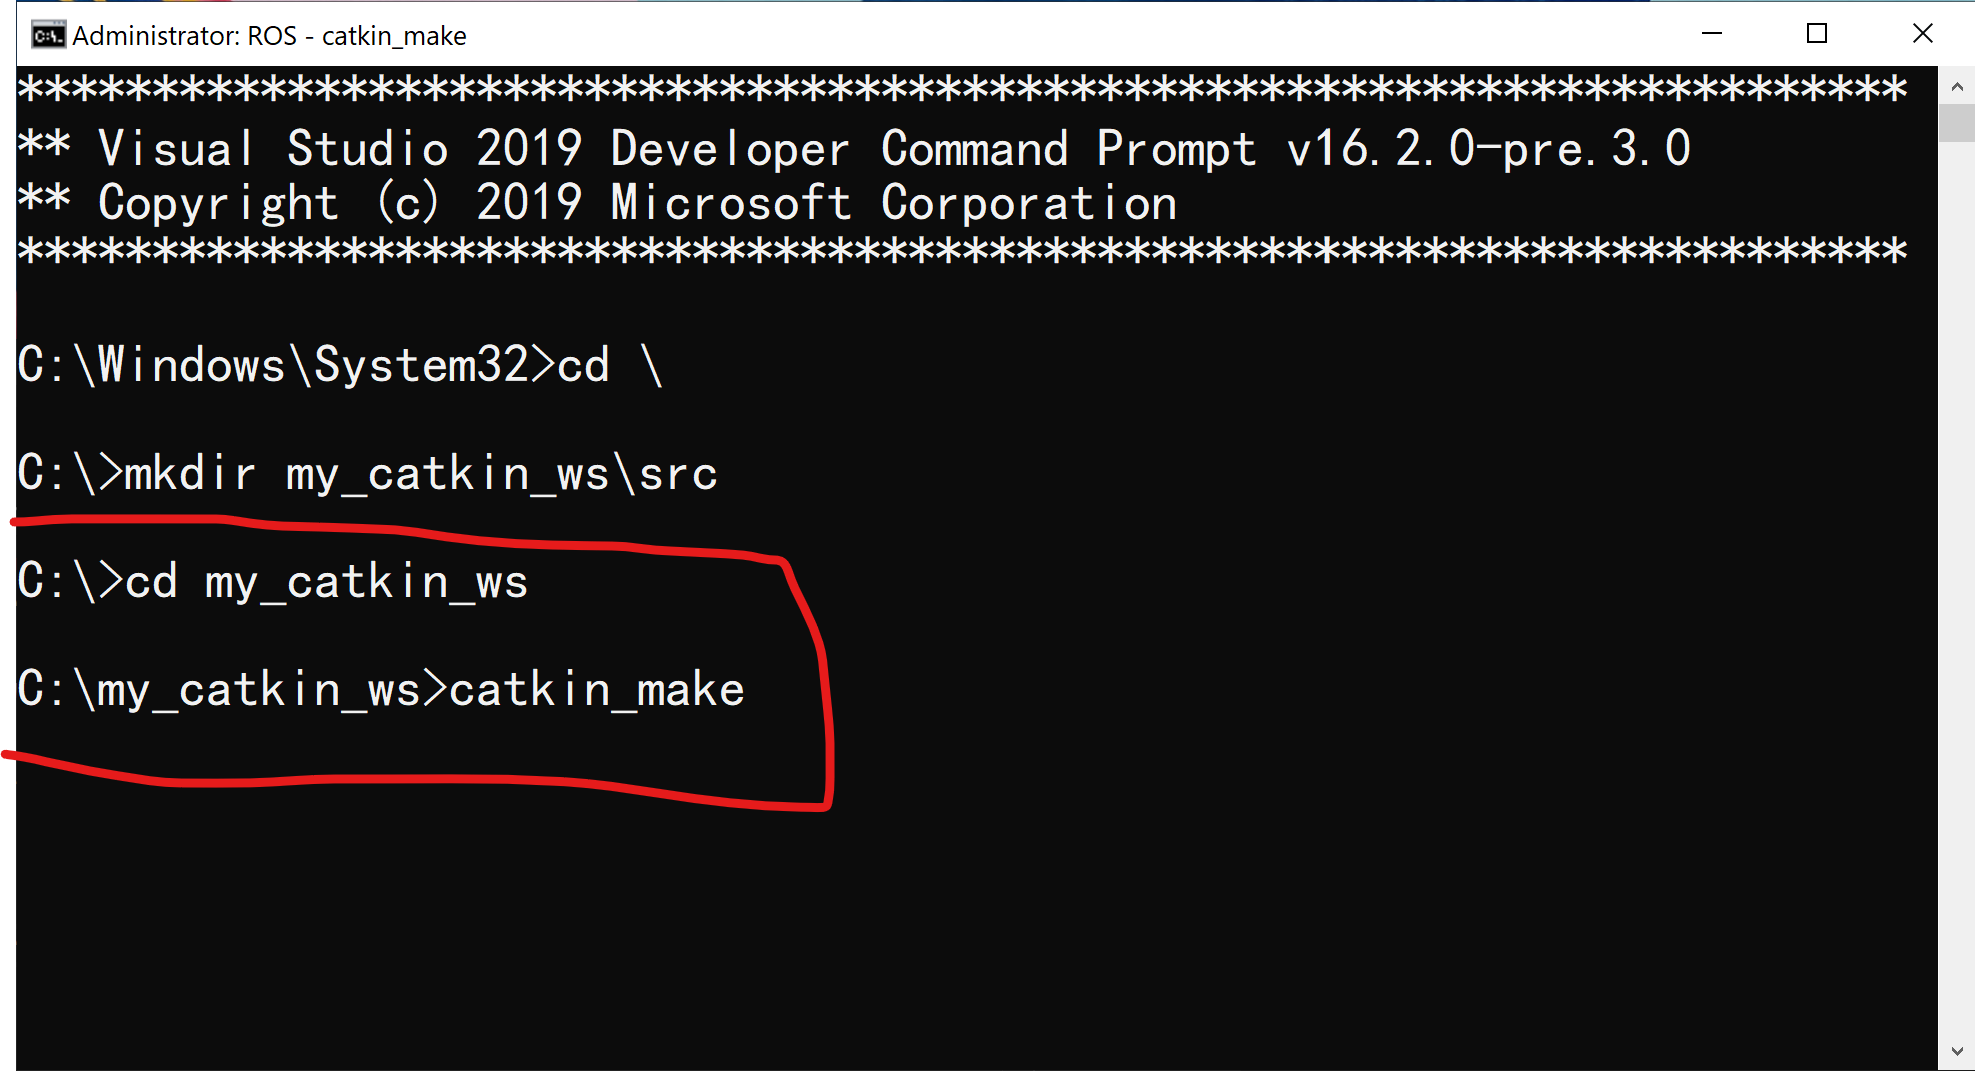 Administrator: ROS - catkin_make
**********************************************************************
** Visual Studio 2019 Developer Command Prompt v16.2.0-pre.3.0
** Copyright (c) 2019 Microsoft Corporation
**********************************************************************
C:\Windows\System32>cd \
C:\>mkdir my_catkin_ws\src
C:\>cd my_catkin_ws
C:\my_catkin_ws>catkin_make